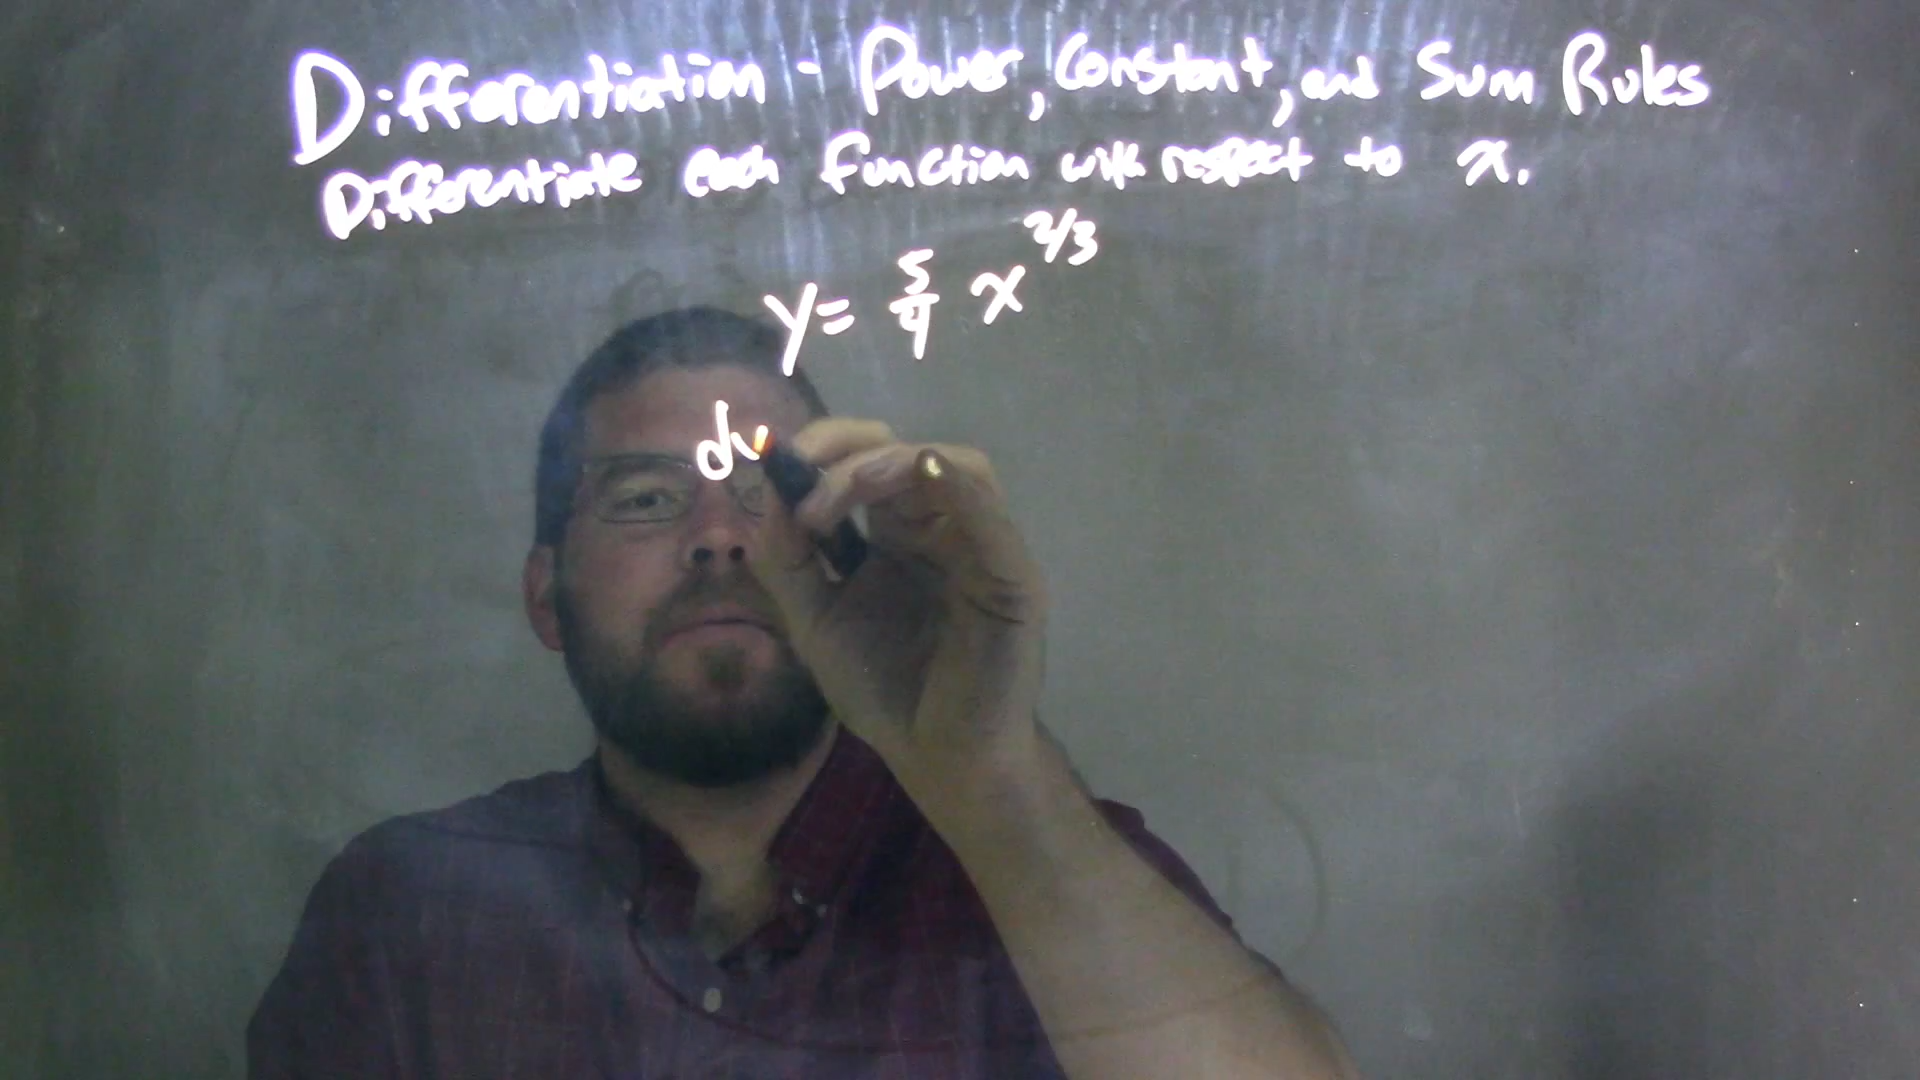 Differentiation - Power, Constant, and Sum Rules
Differentiate each function with respect to x.
y = 5/4 x^2/3
dy